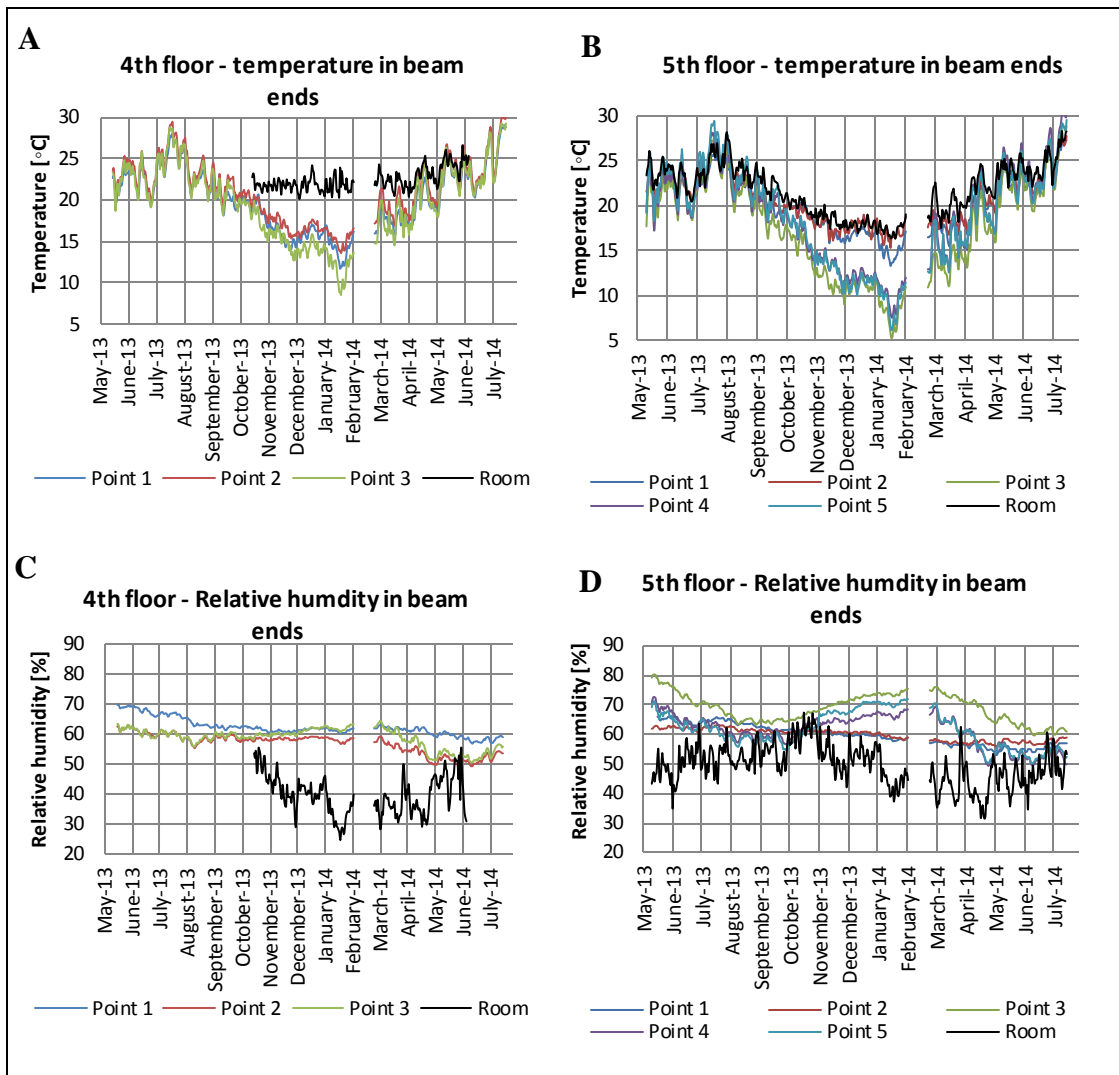 A
4th floor - temperature in beam
ends
Temperature [◦C]
30
25
20
15
10
5
May-13
June-13
July-13
August-13
September-13
October-13
November-13
December-13
January-14
February-14
March-14
April-14
May-14
June-14
July-14
Point 1 Point 2 Point 3 Room
B
5th floor - temperature in beam ends
Temperature [◦C]
30
25
20
15
10
5
May-13
June-13
July-13
August-13
September-13
October-13
November-13
December-13
January-14
February-14
March-14
April-14
May-14
June-14
July-14
Point 1 Point 2 Point 3
Point 4 Point 5 Room
C
4th floor - Relative humdity in beam
ends
Relative humidity [%]
90
80
70
60
50
40
30
20
May-13
June-13
July-13
August-13
September-13
October-13
November-13
December-13
January-14
February-14
March-14
April-14
May-14
June-14
July-14
Point 1 Point 2 Point 3 Room
D
5th floor - Relative humdity in beam
ends
Relative humidity [%]
90
80
70
60
50
40
30
20
May-13
June-13
July-13
August-13
September-13
October-13
November-13
December-13
January-14
February-14
March-14
April-14
May-14
June-14
July-14
Point 1 Point 2 Point 3
Point 4 Point 5 Room